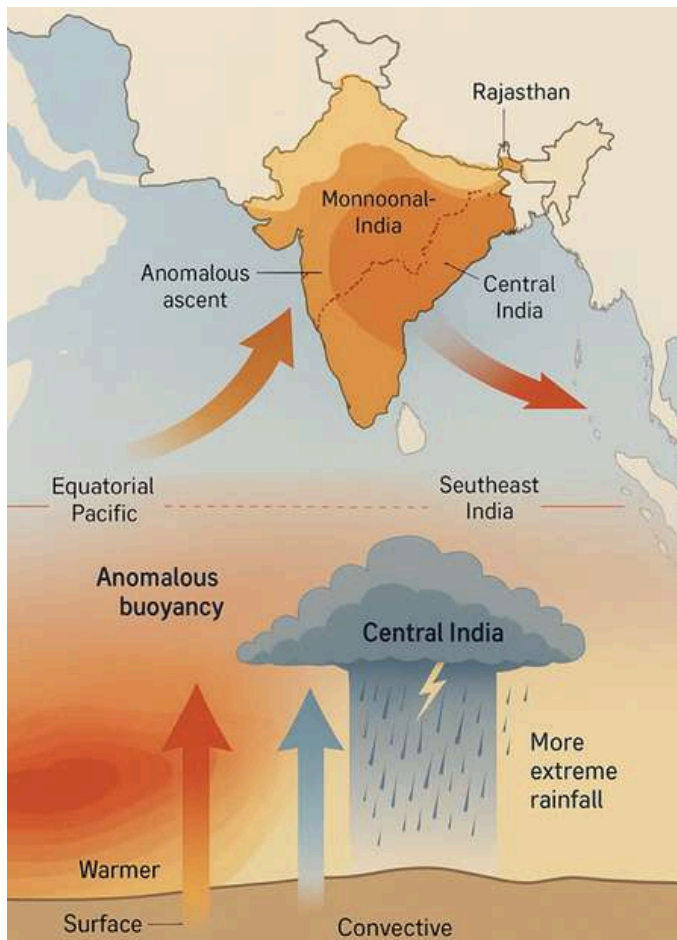 Rajasthan
Monnoonal-
India
Anomalous
ascent
Central
India
Equatorial
Pacific
Seutheast
India
Anomalous
buoyancy
Central India
More
extreme
rainfall
Warmer
Surface
Convective